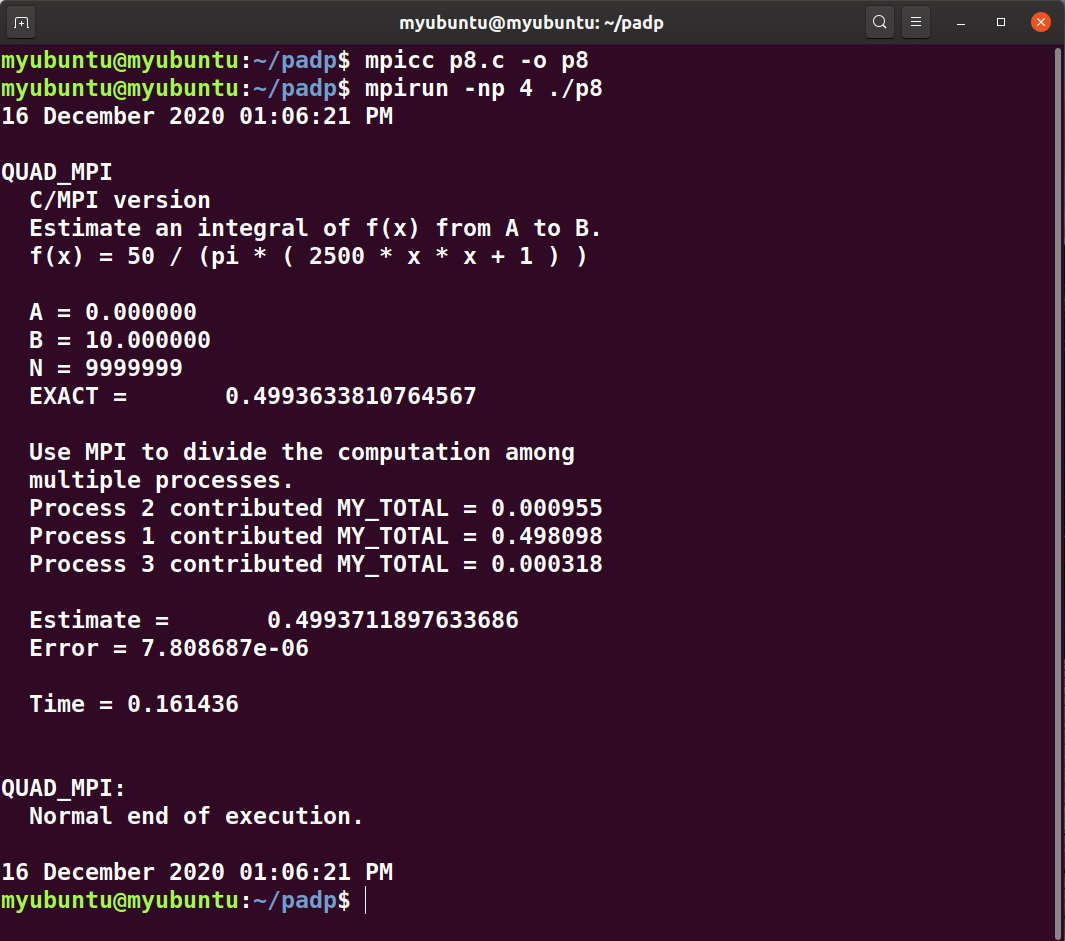 myubuntu@myubuntu: ~/padp
myubuntu@myubuntu:~/padp$ mpicc p8.c -o p8
myubuntu@myubuntu:~/padp$ mpirun -np 4 ./p8
16 December 2020 01:06:21 PM

QUAD_MPI
  C/MPI version
  Estimate an integral of f(x) from A to B.
  f(x) = 50 / (pi * ( 2500 * x * x + 1 ) )

  A = 0.000000
  B = 10.000000
  N = 9999999
  EXACT =       0.4993633810764567

  Use MPI to divide the computation among
  multiple processes.
  Process 2 contributed MY_TOTAL = 0.000955
  Process 1 contributed MY_TOTAL = 0.498098
  Process 3 contributed MY_TOTAL = 0.000318

  Estimate =       0.4993711897633686
  Error = 7.808687e-06

  Time = 0.161436


QUAD_MPI:
  Normal end of execution.

16 December 2020 01:06:21 PM
myubuntu@myubuntu:~/padp$